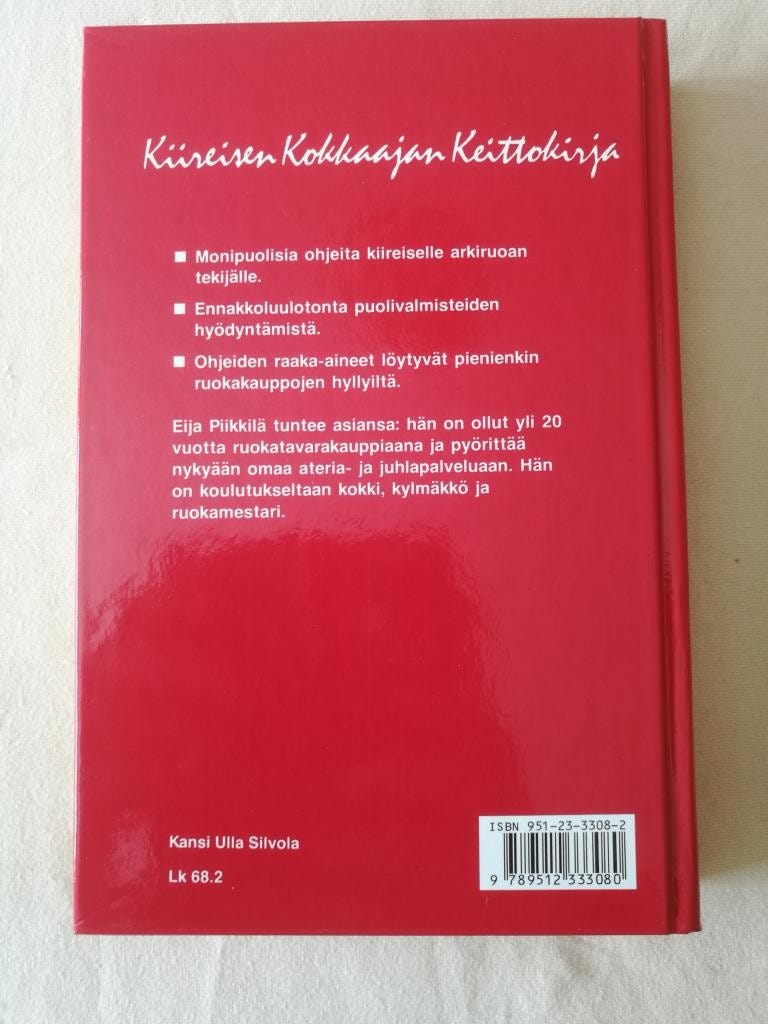 Kiireisen Kokkaajan Keittokirja
■ Monipuolisia ohjeita kiireiselle arkiruoan
tekijälle.
■ Ennakkoluulotonta puolivalmisteiden
hyödyntämistä.
■ Ohjeiden raaka-aineet löytyvät pienienkin
ruokakauppojen hyllyiltä.
Eija Piikkilä tuntee asiansa: hän on ollut yli 20
vuotta ruokatavarakauppiaana ja pyörittää
nykyään omaa ateria- ja juhlapalveluaan. Hän
on koulutukseltaan kokki, kylmäkkö ja
ruokamestari.
Kansi Ulla Silvola
Lk 68.2
ISBN 951-23-3308-2
9 789512 333080